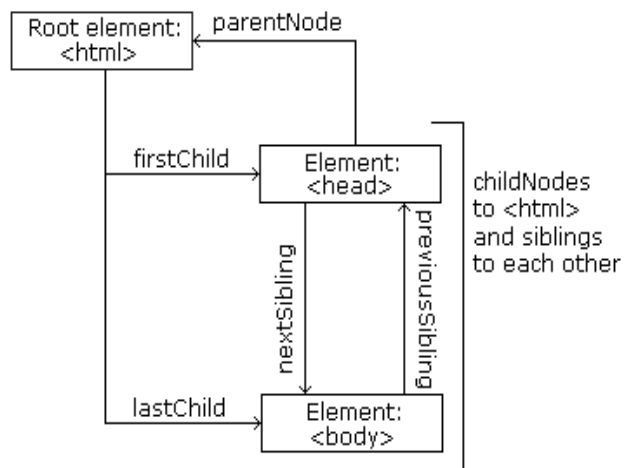 Root element:
<html>
parentNode
firstChild
Element:
<head>
childNodes
to <html>
and siblings
to each other
nextSibling
previousSibling
lastChild
Element:
<body>